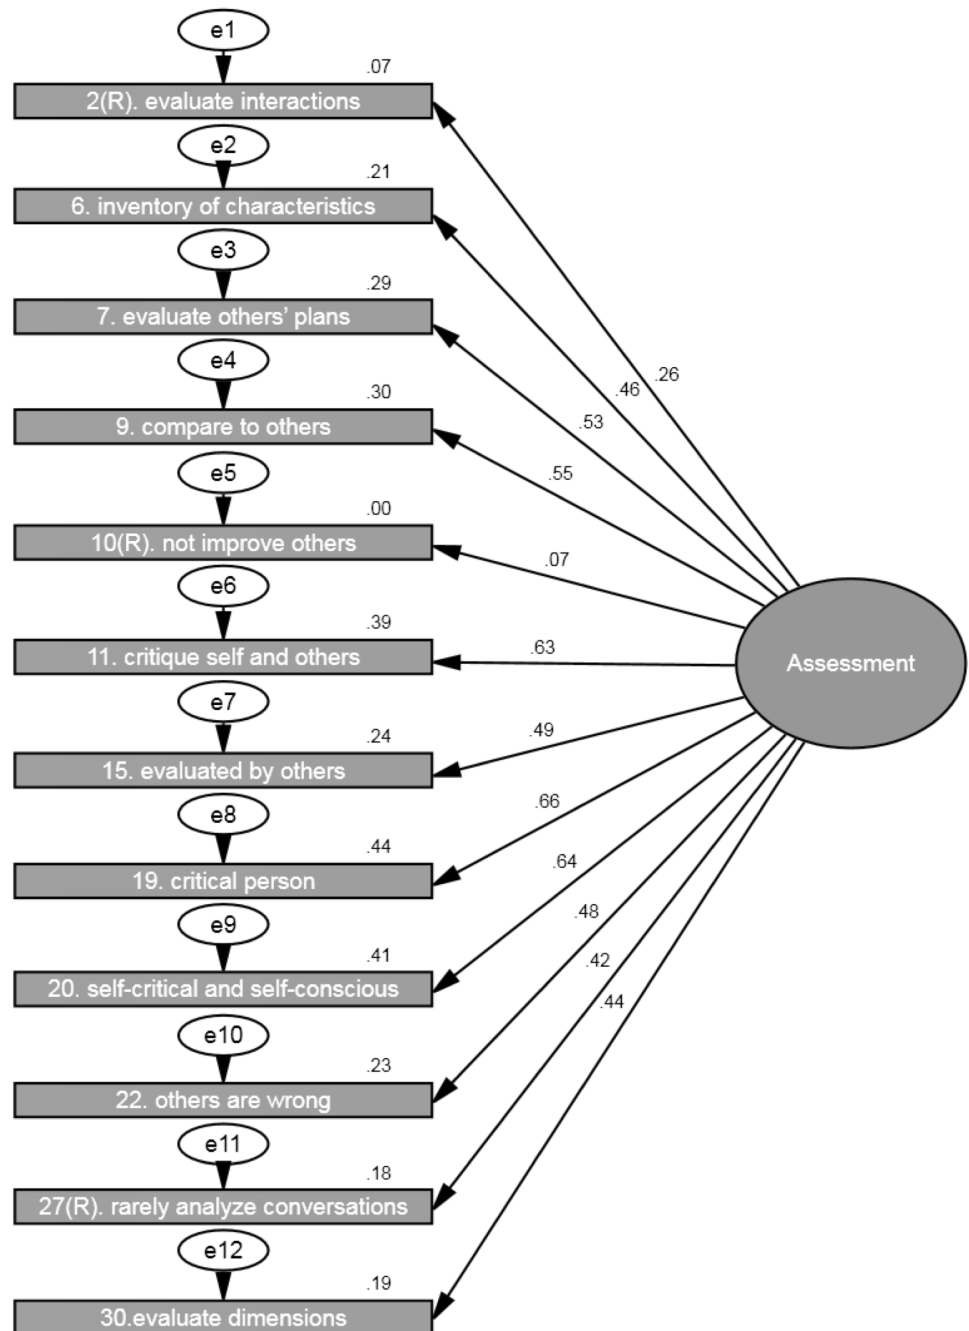 e1
.07
2(R). evaluate interactions
e2
.21
6. inventory of characteristics
e3
.29
7. evaluate others’ plans
.26
.46
.53
e4
.30
9. compare to others
.55
e5
.00
10(R). not improve others
.07
e6
.39
11. critique self and others
.63
Assessment
e7
.24
15. evaluated by others
.49
e8
.44
19. critical person
.66
.64
e9
.41
20. self-critical and self-conscious
.48
.42
.44
e10
.23
22. others are wrong
e11
.18
27(R). rarely analyze conversations
e12
.19
30.evaluate dimensions